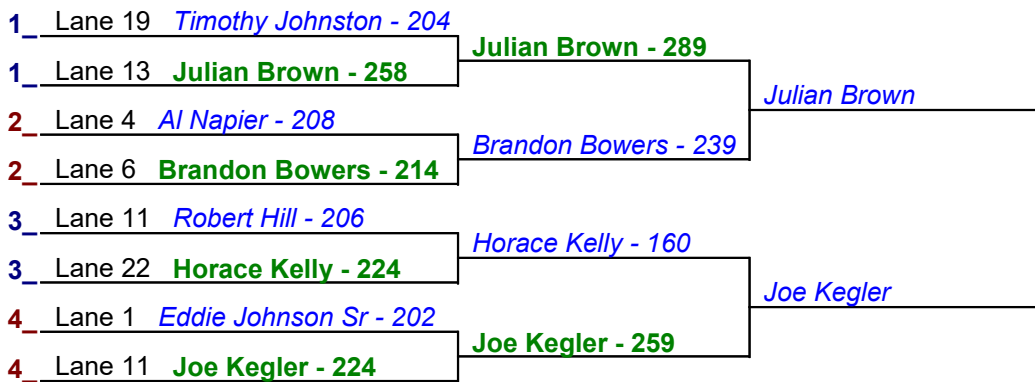 1_ Lane 19 Timothy Johnston - 204
Julian Brown - 289
1_ Lane 13 Julian Brown - 258
Julian Brown
2_ Lane 4 Al Napier - 208
Brandon Bowers - 239
2_ Lane 6 Brandon Bowers - 214
3_ Lane 11 Robert Hill - 206
Horace Kelly - 160
3_ Lane 22 Horace Kelly - 224
Joe Kegler
4_ Lane 1 Eddie Johnson Sr - 202
Joe Kegler - 259
4_ Lane 11 Joe Kegler - 224